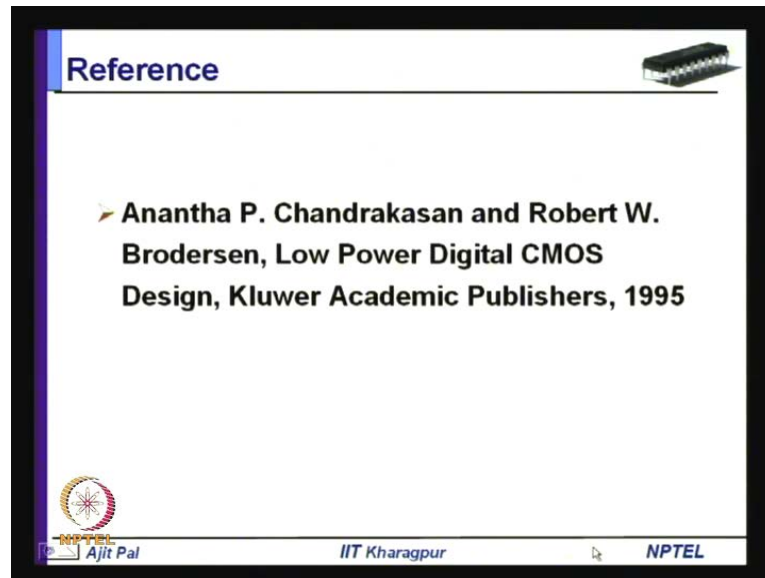 Reference
Anantha P. Chandrakasan and Robert W.
Brodersen, Low Power Digital CMOS
Design, Kluwer Academic Publishers, 1995
NPTEL
Ajit Pal IIT Kharagpur NPTEL